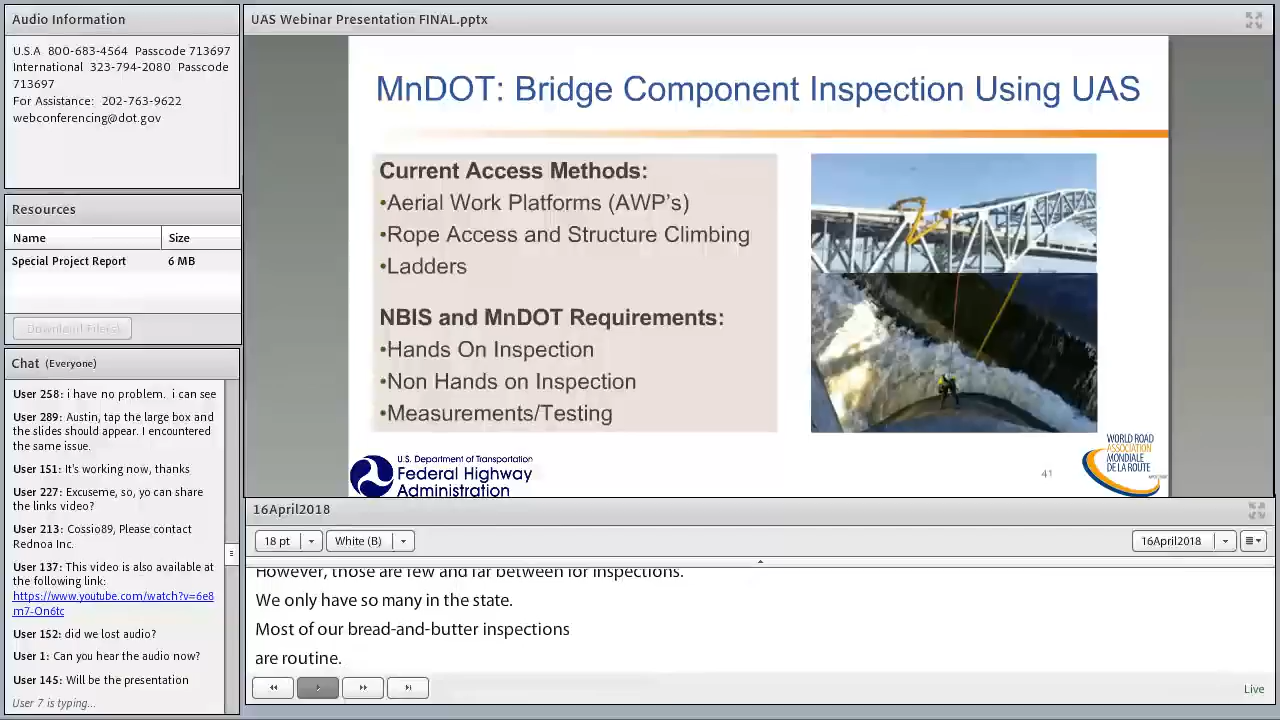 Audio Information
U.S.A 800-683-4564 Passcode 713697
International 323-794-2080 Passcode
713697
For Assistance: 202-763-9622
webconferencing@dot.gov
Resources
Name Size
Special Project Report 6 MB
Download File(s)
Chat (Everyone)
User 258: i have no problem. i can see
User 289: Austin, tap the large box and
the slides should appear. I encountered
the same issue.
User 151: It's working now, thanks
User 227: Excuseme, so, yo can share
the links video?
User 213: Cossio89, Please contact
Rednoa Inc.
User 137: This video is also available at
the following link:
https://www.youtube.com/watch?v=6e8
m7-On6tc
User 152: did we lost audio?
User 1: Can you hear the audio now?
User 145: Will be the presentation
User 7 is typing...
UAS Webinar Presentation FINAL.pptx
MnDOT: Bridge Component Inspection Using UAS
Current Access Methods:
•Aerial Work Platforms (AWP's)
•Rope Access and Structure Climbing
•Ladders
NBIS and MnDOT Requirements:
•Hands On Inspection
•Non Hands on Inspection
•Measurements/Testing
U.S. Department of Transportation
Federal Highway
Administration
41
WORLD ROAD
ASSOCIATION
MONDIALE
DE LA ROUTE
16April2018
18 pt White (B) 16April2018
However, those are few and far between for inspections.
We only have so many in the state.
Most of our bread-and-butter inspections
are routine.
Live